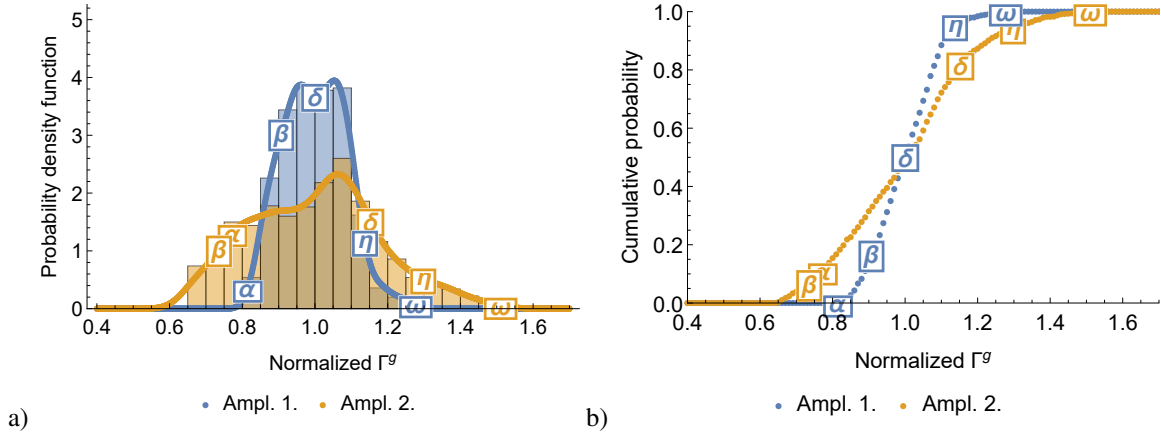 Probability density function
5
4
3
2
1
0
0.4 0.6 0.8 1.0 1.2 1.4 1.6
β δ
α β α δ η η ω ω
Normalized Γ^g
Ampl. 1. Ampl. 2.
a)
Cumulative probability
1.0
0.8
0.6
0.4
0.2
0.0
0.4 0.6 0.8 1.0 1.2 1.4 1.6
η ω η ω
δ
δ
β
α
β
α
Normalized Γ^g
Ampl. 1. Ampl. 2.
b)